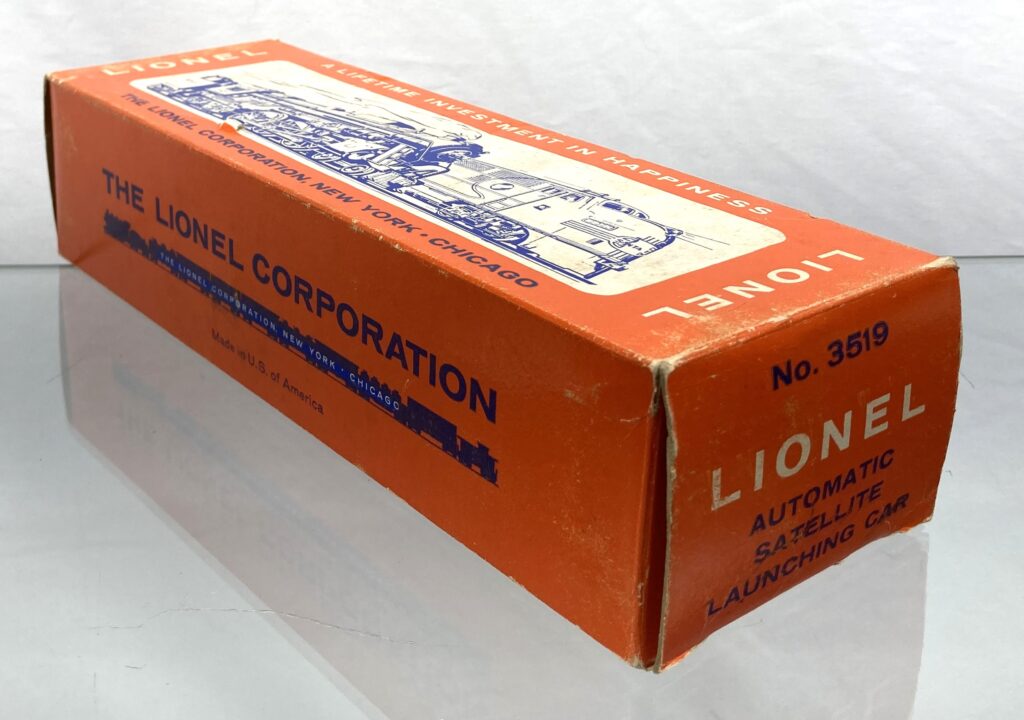 LIONEL
A LIFETIME INVESTMENT IN HAPPINESS
THE LIONEL CORPORATION, NEW YORK • CHICAGO
LIONEL
THE LIONEL CORPORATION
THE LIONEL CORPORATION, NEW YORK • CHICAGO
Made in U.S. of America
No. 3519
LIONEL
AUTOMATIC
SATELLITE
LAUNCHING CAR